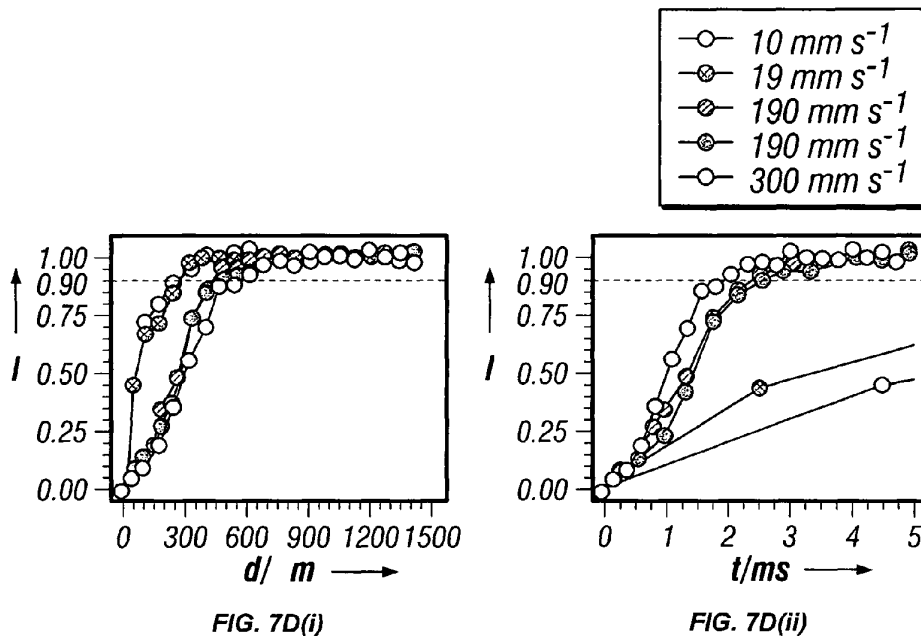 10 mm s⁻¹
19 mm s⁻¹
190 mm s⁻¹
190 mm s⁻¹
300 mm s⁻¹
1.00
0.90
0.75
0.50
0.25
0.00
I
0 300 600 900 1200 1500
d/ m
FIG. 7D(i)
1.00
0.90
0.75
0.50
0.25
0.00
I
0 1 2 3 4 5
t/ms
FIG. 7D(ii)